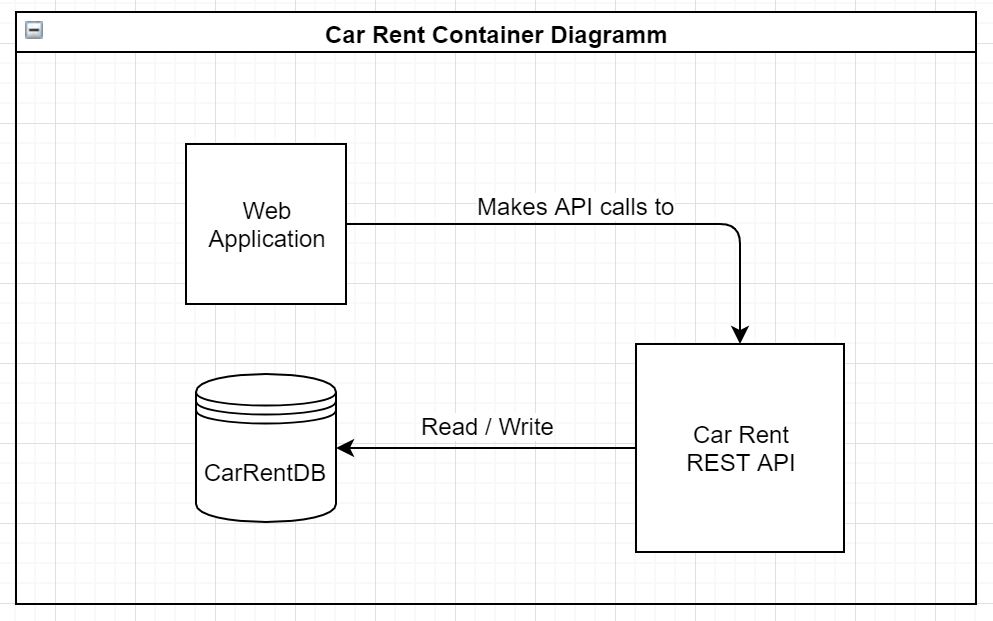 Car Rent Container Diagramm
Web
Application
Makes API calls to
Read / Write
CarRentDB
Car Rent
REST API